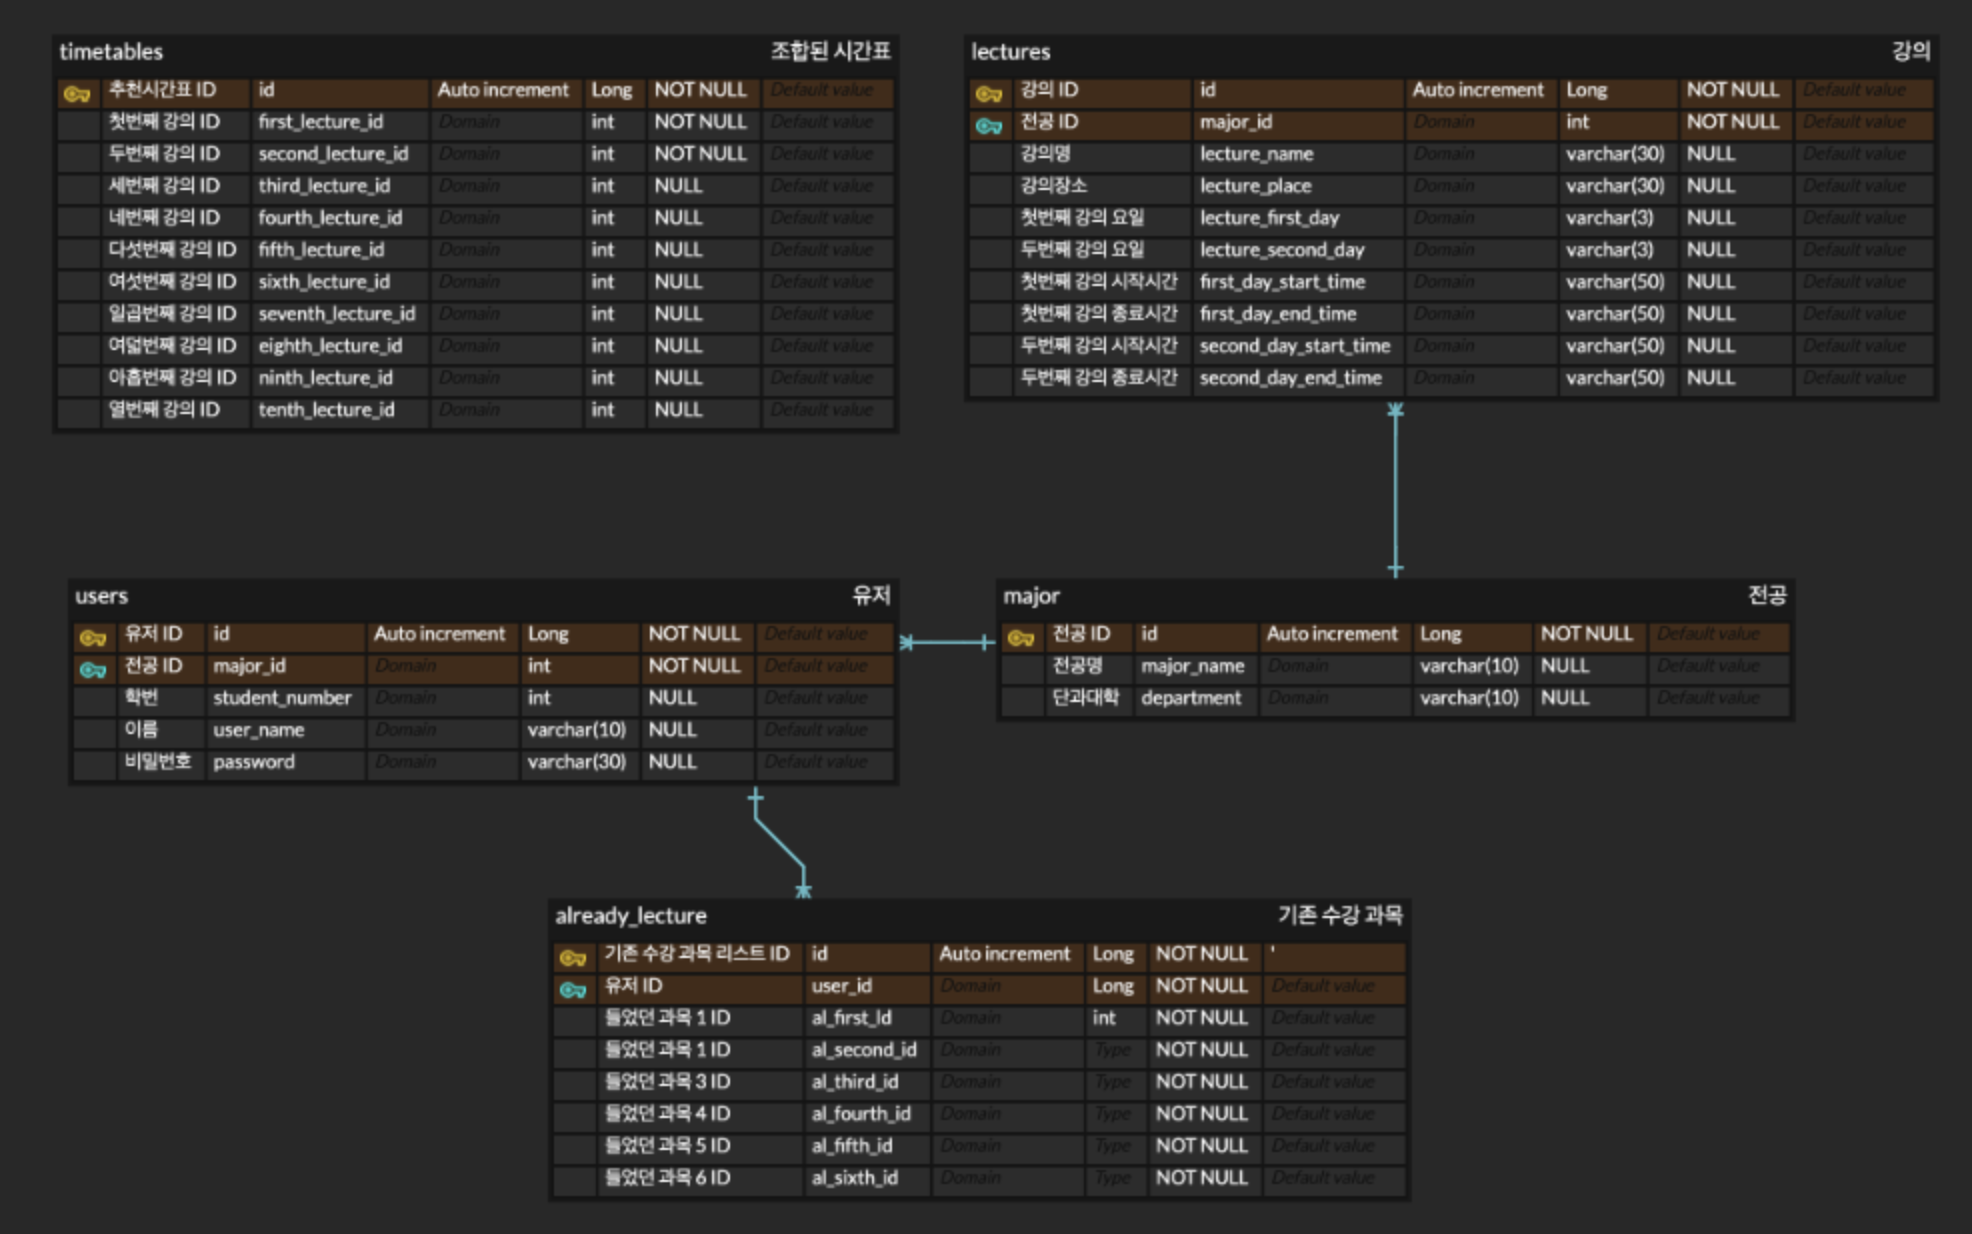 timetables 조합된 시간표
추천시간표 ID id Auto increment Long NOT NULL Default value
첫번째 강의 ID first_lecture_id Domain int NOT NULL Default value
두번째 강의 ID second_lecture_id Domain int NOT NULL Default value
세번째 강의 ID third_lecture_id Domain int NULL Default value
네번째 강의 ID fourth_lecture_id Domain int NULL Default value
다섯번째 강의 ID fifth_lecture_id Domain int NULL Default value
여섯번째 강의 ID sixth_lecture_id Domain int NULL Default value
일곱번째 강의 ID seventh_lecture_id Domain int NULL Default value
여덟번째 강의 ID eighth_lecture_id Domain int NULL Default value
아홉번째 강의 ID ninth_lecture_id Domain int NULL Default value
열번째 강의 ID tenth_lecture_id Domain int NULL Default value
lectures 강의
강의 ID id Auto increment Long NOT NULL Default value
전공 ID major_id Domain int NOT NULL Default value
강의명 lecture_name Domain varchar(30) NULL Default value
강의장소 lecture_place Domain varchar(30) NULL Default value
첫번째 강의 요일 lecture_first_day Domain varchar(3) NULL Default value
두번째 강의 요일 lecture_second_day Domain varchar(3) NULL Default value
첫번째 강의 시작시간 first_day_start_time Domain varchar(50) NULL Default value
첫번째 강의 종료시간 first_day_end_time Domain varchar(50) NULL Default value
두번째 강의 시작시간 second_day_start_time Domain varchar(50) NULL Default value
두번째 강의 종료시간 second_day_end_time Domain varchar(50) NULL Default value
users 유저
유저 ID id Auto increment Long NOT NULL Default value
전공 ID major_id Domain int NOT NULL Default value
학번 student_number Domain int NULL Default value
이름 user_name Domain varchar(10) NULL Default value
비밀번호 password Domain varchar(30) NULL Default value
major 전공
전공 ID id Auto increment Long NOT NULL Default value
전공명 major_name Domain varchar(10) NULL Default value
단과대학 department Domain varchar(10) NULL Default value
already_lecture 기존 수강 과목
기존 수강 과목 리스트 ID id Auto increment Long NOT NULL '
유저 ID user_id Domain Long NOT NULL Default value
들었던 과목 1 ID al_first_Id Domain int NOT NULL Default value
들었던 과목 1 ID al_second_id Domain Type NOT NULL Default value
들었던 과목 3 ID al_third_id Domain Type NOT NULL Default value
들었던 과목 4 ID al_fourth_id Domain Type NOT NULL Default value
들었던 과목 5 ID al_fifth_id Domain Type NOT NULL Default value
들었던 과목 6 ID al_sixth_id Domain Type NOT NULL Default value